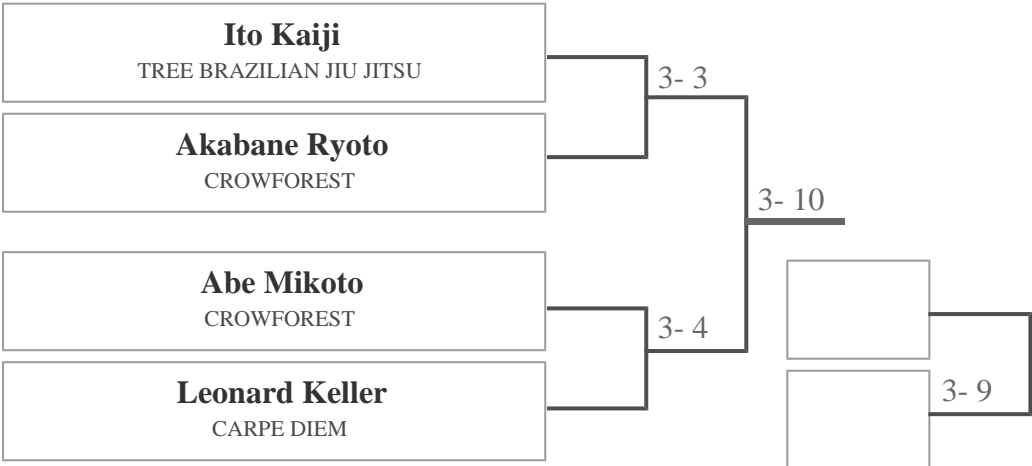 Ito Kaiji
TREE BRAZILIAN JIU JITSU
3- 3
Akabane Ryoto
CROWFOREST
3- 10
Abe Mikoto
CROWFOREST
3- 4
Leonard Keller
CARPE DIEM
3- 9